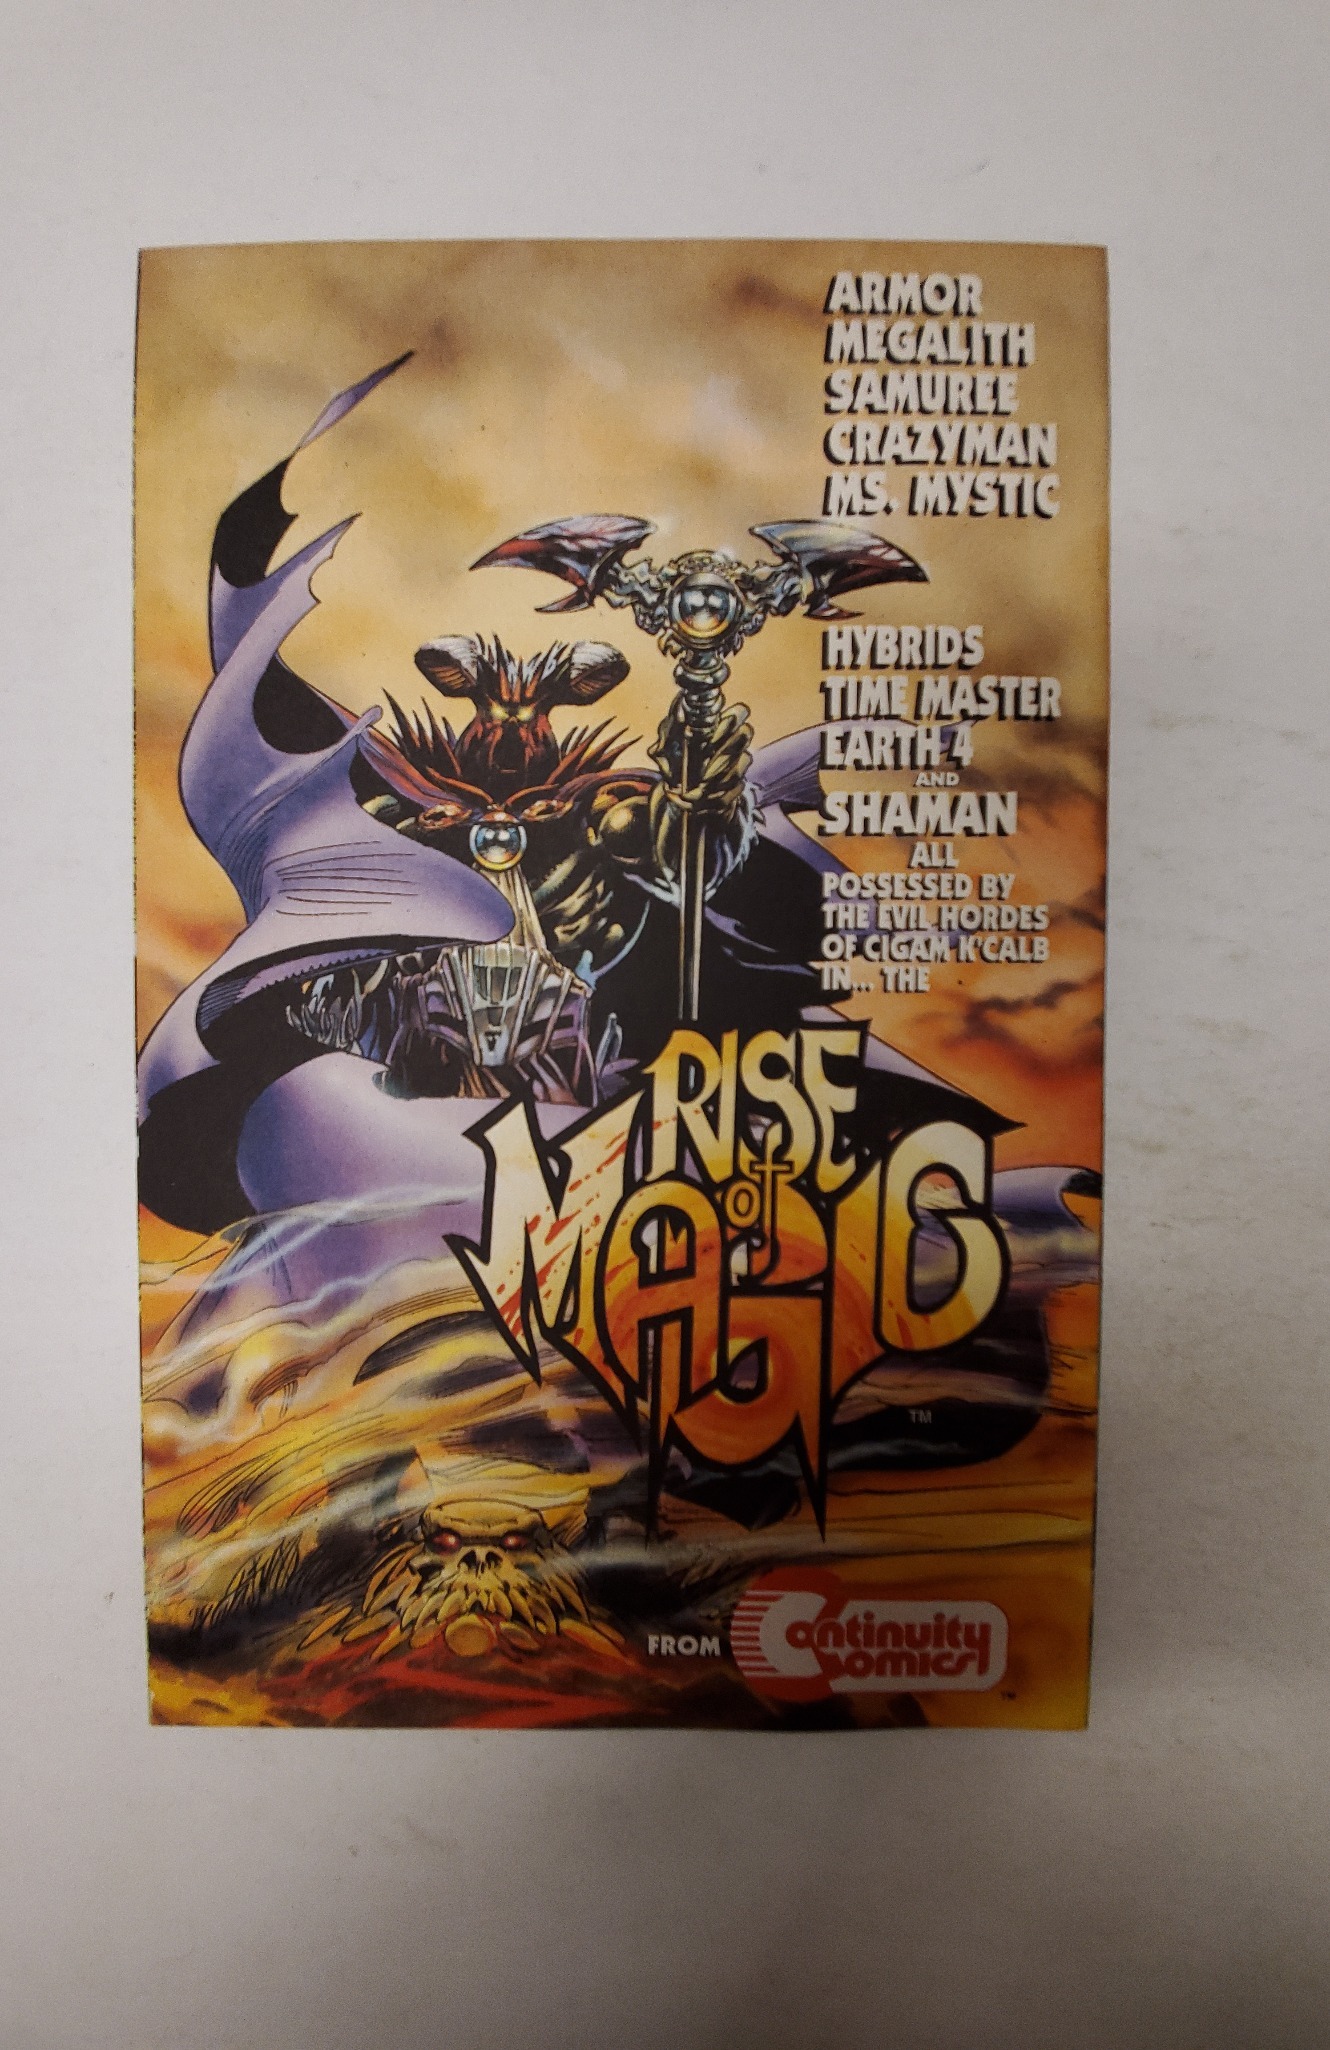 ARMOR
MEGALITH
SAMUREE
CRAZYMAN
MS. MYSTIC
HYBRIDS
TIME MASTER
EARTH 4
AND
SHAMAN
ALL
POSSESSED BY
THE EVIL HORDES
OF CIGAM K'CALB
IN... THE
RISE
of
MAGIC
TM
FROM
Continuity
Comics
TM